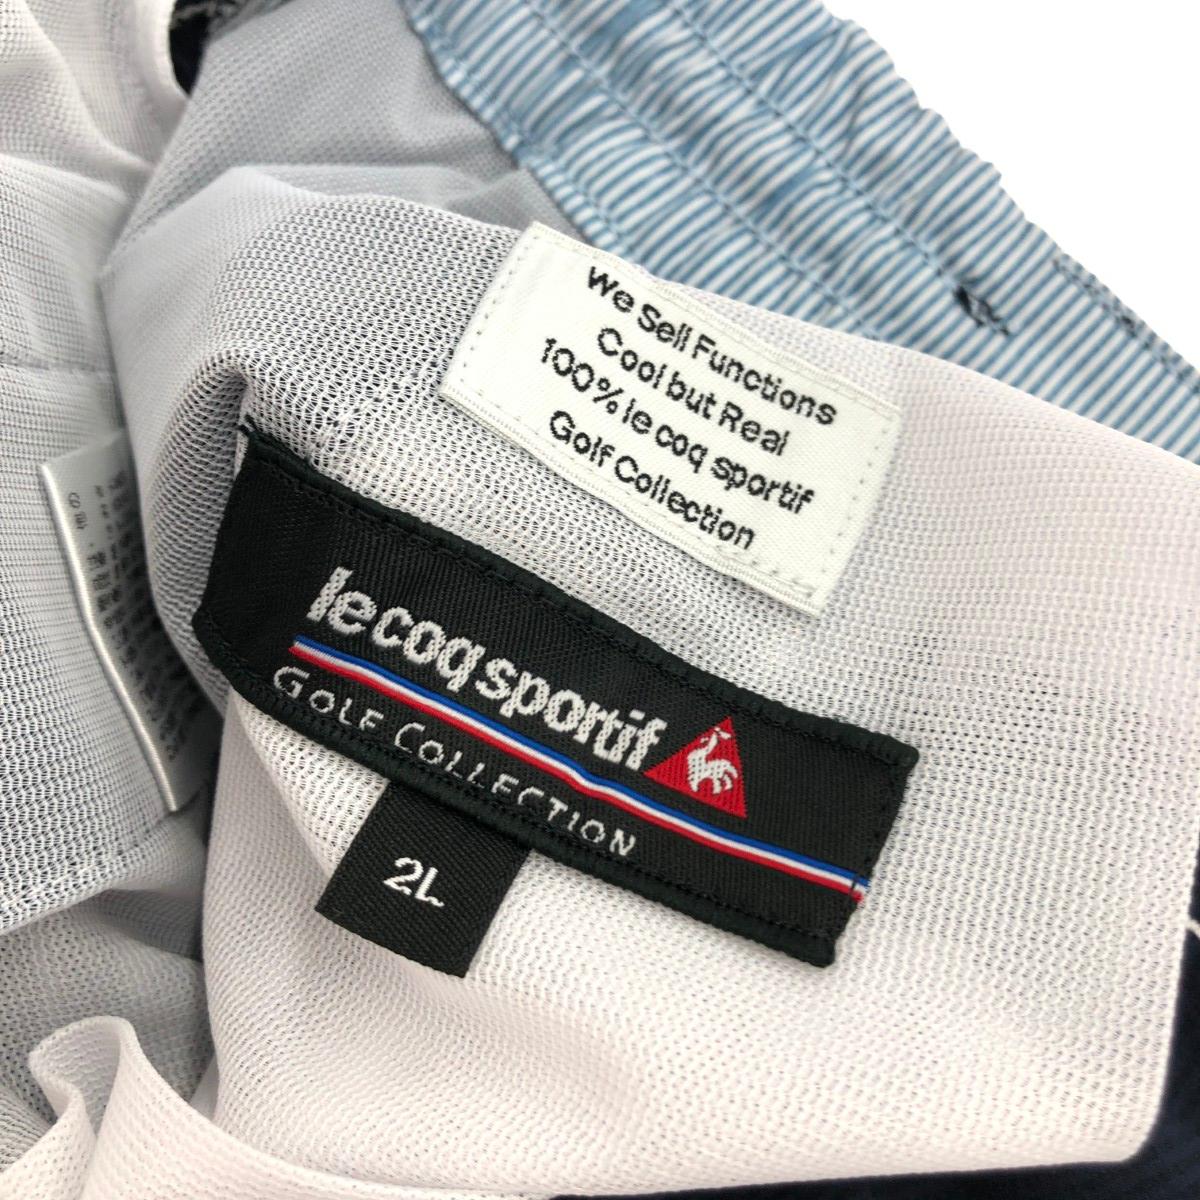 We Sell Functions
Cool but Real
100% le coq sportif
Golf Collection
le coq sportif
GOLF COLLECTION
2L